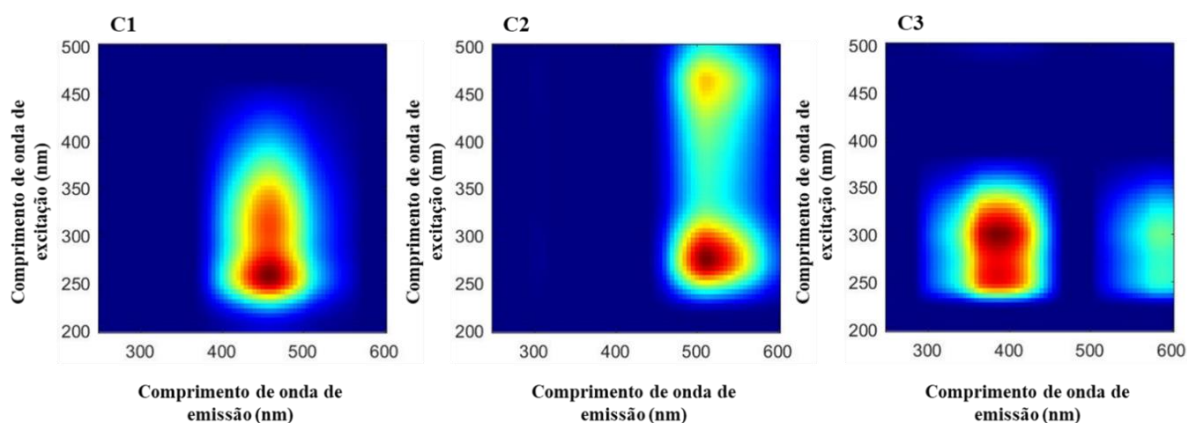 C1
500
450
400
350
300
250
200
300 400 500 600
Comprimento de onda de
excitação (nm)
Comprimento de onda de
emissão (nm)
C2
500
450
400
350
300
250
200
300 400 500 600
Comprimento de onda de
excitação (nm)
Comprimento de onda de
emissão (nm)
C3
500
450
400
350
300
250
200
300 400 500 600
Comprimento de onda de
excitação (nm)
Comprimento de onda de
emissão (nm)